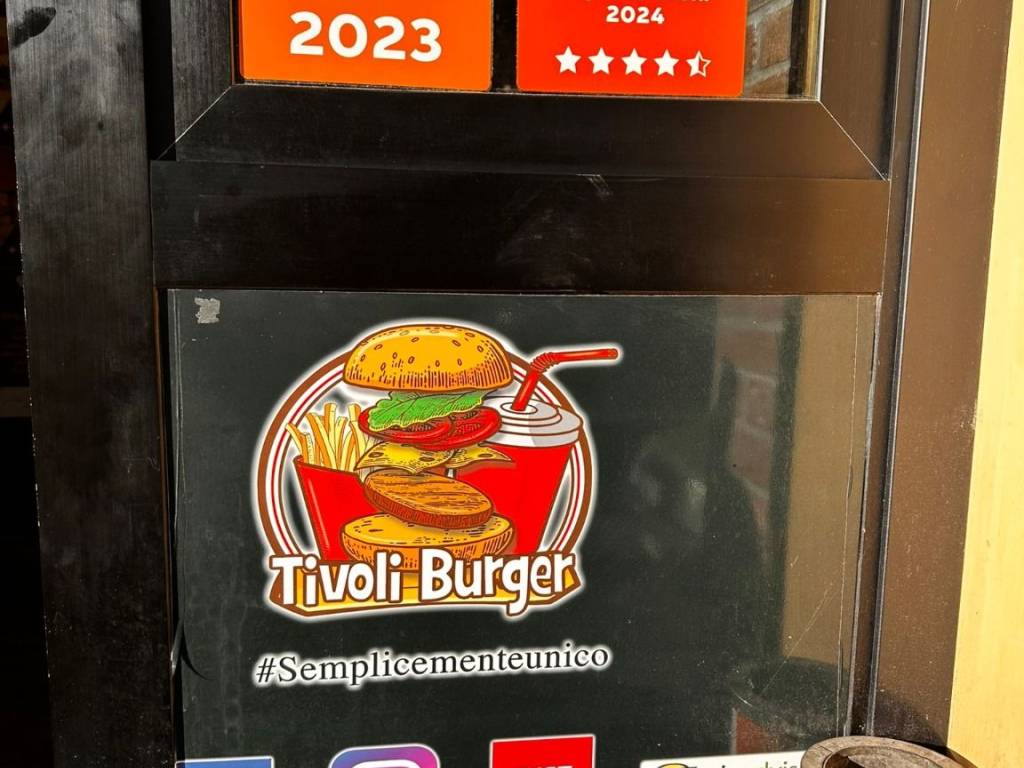 2023
2024
Tivoli Burger
#Semplicementeunico